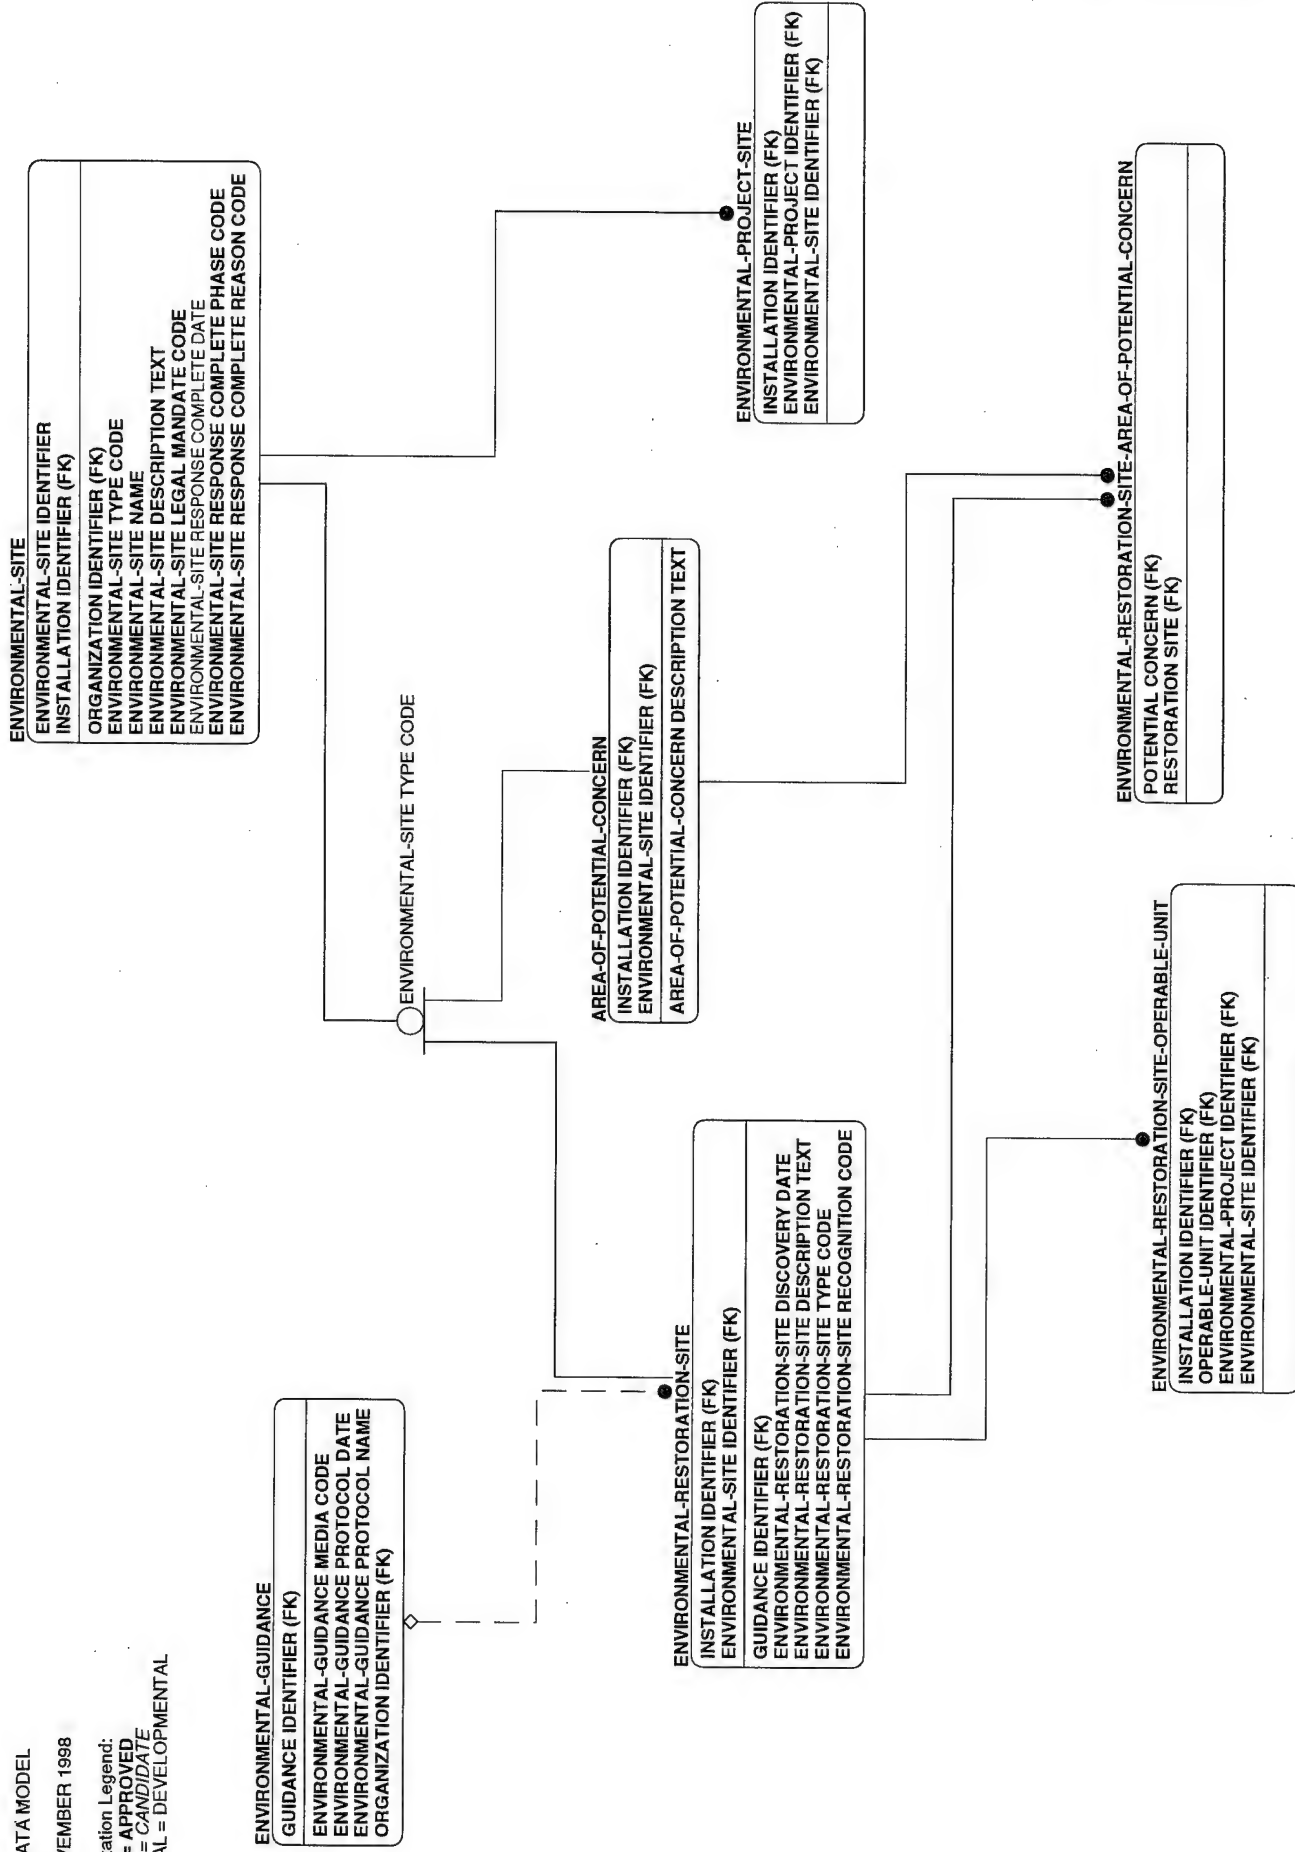 ATA MODEL
VEMBER 1998
tation Legend:
= APPROVED
= CANDIDATE
AL = DEVELOPMENTAL
ENVIRONMENTAL-GUIDANCE
GUIDANCE IDENTIFIER (FK)
ENVIRONMENTAL-GUIDANCE MEDIA CODE
ENVIRONMENTAL-GUIDANCE PROTOCOL DATE
ENVIRONMENTAL-GUIDANCE PROTOCOL NAME
ORGANIZATION IDENTIFIER (FK)
ENVIRONMENTAL-SITE
ENVIRONMENTAL-SITE IDENTIFIER
INSTALLATION IDENTIFIER (FK)
ORGANIZATION IDENTIFIER (FK)
ENVIRONMENTAL-SITE TYPE CODE
ENVIRONMENTAL-SITE NAME
ENVIRONMENTAL-SITE DESCRIPTION TEXT
ENVIRONMENTAL-SITE LEGAL MANDATE CODE
ENVIRONMENTAL-SITE RESPONSE COMPLETE DATE
ENVIRONMENTAL-SITE RESPONSE COMPLETE PHASE CODE
ENVIRONMENTAL-SITE RESPONSE COMPLETE REASON CODE
ENVIRONMENTAL-SITE TYPE CODE
ENVIRONMENTAL-RESTORATION-SITE
INSTALLATION IDENTIFIER (FK)
ENVIRONMENTAL-SITE IDENTIFIER (FK)
GUIDANCE IDENTIFIER (FK)
ENVIRONMENTAL-RESTORATION-SITE DISCOVERY DATE
ENVIRONMENTAL-RESTORATION-SITE DESCRIPTION TEXT
ENVIRONMENTAL-RESTORATION-SITE TYPE CODE
ENVIRONMENTAL-RESTORATION-SITE RECOGNITION CODE
AREA-OF-POTENTIAL-CONCERN
INSTALLATION IDENTIFIER (FK)
ENVIRONMENTAL-SITE IDENTIFIER (FK)
AREA-OF-POTENTIAL-CONCERN DESCRIPTION TEXT
ENVIRONMENTAL-PROJECT-SITE
INSTALLATION IDENTIFIER (FK)
ENVIRONMENTAL-PROJECT IDENTIFIER (FK)
ENVIRONMENTAL-SITE IDENTIFIER (FK)
ENVIRONMENTAL-RESTORATION-SITE-OPERABLE-UNIT
INSTALLATION IDENTIFIER (FK)
OPERABLE-UNIT IDENTIFIER (FK)
ENVIRONMENTAL-PROJECT IDENTIFIER (FK)
ENVIRONMENTAL-SITE IDENTIFIER (FK)
ENVIRONMENTAL-RESTORATION-SITE-AREA-OF-POTENTIAL-CONCERN
POTENTIAL CONCERN (FK)
RESTORATION SITE (FK)